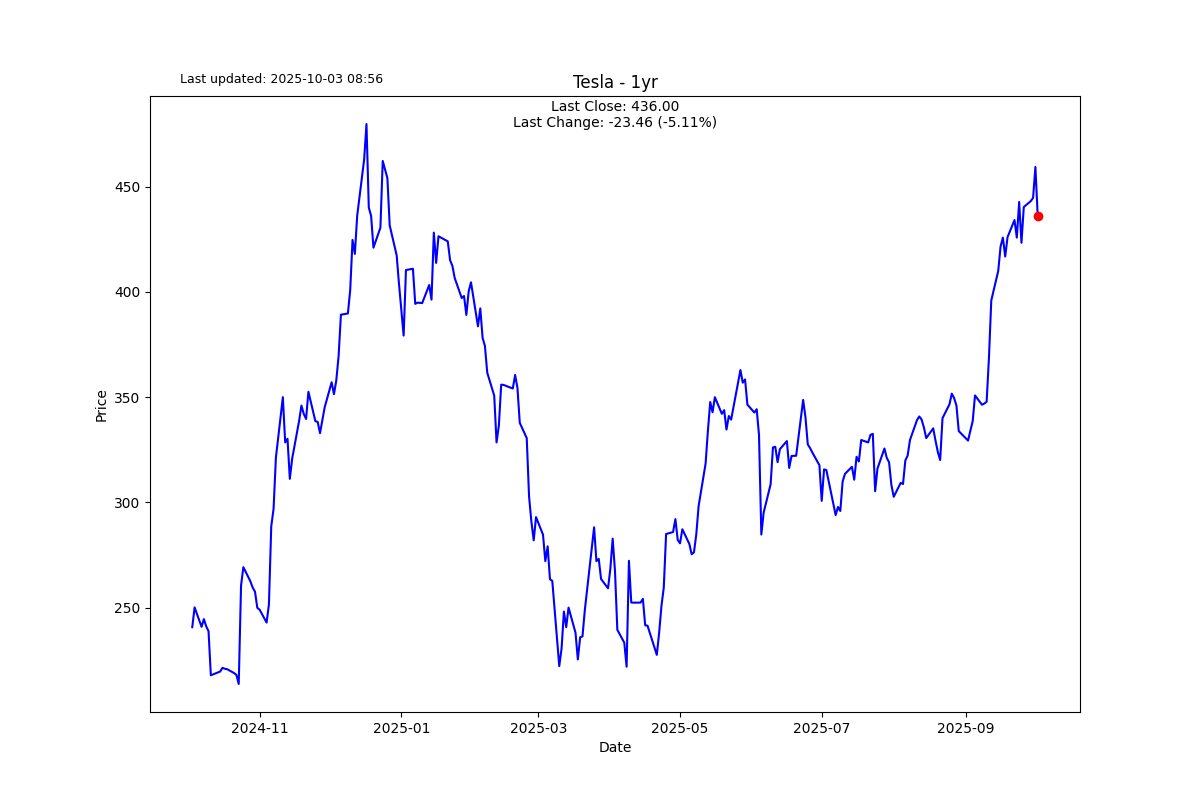 Last updated: 2025-10-03 08:56
Tesla - 1yr
Last Close: 436.00
Last Change: -23.46 (-5.11%)
450
400
350
300
250
Price
2024-11
2025-01
2025-03
2025-05
2025-07
2025-09
Date